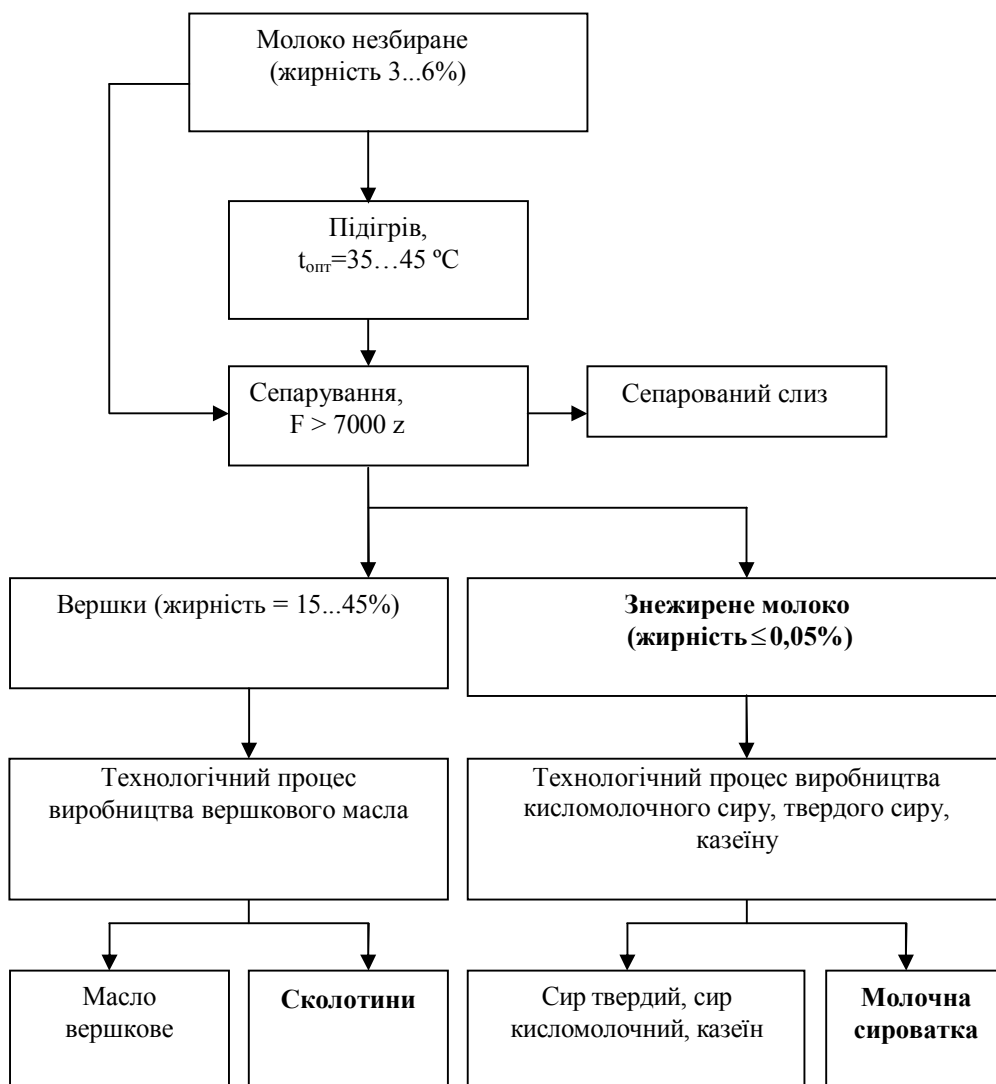 Молоко незбиране
(жирність 3...6%)
Підігрів,
tопт=35…45 ºС
Сепарування,
F > 7000 z
Сепарований слиз
Вершки (жирність = 15...45%)
Знежирене молоко
(жирність ≤ 0,05%)
Технологічний процес
виробництва вершкового масла
Технологічний процес виробництва
кисломолочного сиру, твердого сиру,
казеїну
Масло
вершкове
Сколотини
Сир твердий, сир
кисломолочний, казеїн
Молочна
сироватка